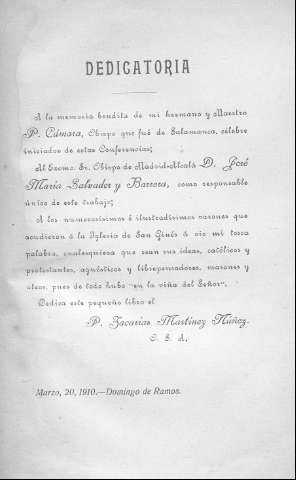 DEDICATORIA
A la memoria bendita de mi hermano y Maestro
P. Cámara, Obispo que fué de Salamanca, célebre
iniciador de estas Conferencias;
Al Excmo. Sr. Obispo de Madrid-Alcalá D. José
María Salvador y Barrera, como responsable
único de este trabajo;
A los numerosísimos é ilustradísimos varones que
acudieron á la Iglesia de San Ginés á oir mi tosca
palabra, cualesquiera que sean sus ideas, católicos y
protestantes, agnósticos y librepensadores, masones y
ateos, pues de todo hubo "en la viña del Señor".
Dedica este pequeño libro el
P. Zacarías Martínez Núñez.
O. S. A.
Marzo, 20, 1910.—Domingo de Ramos.